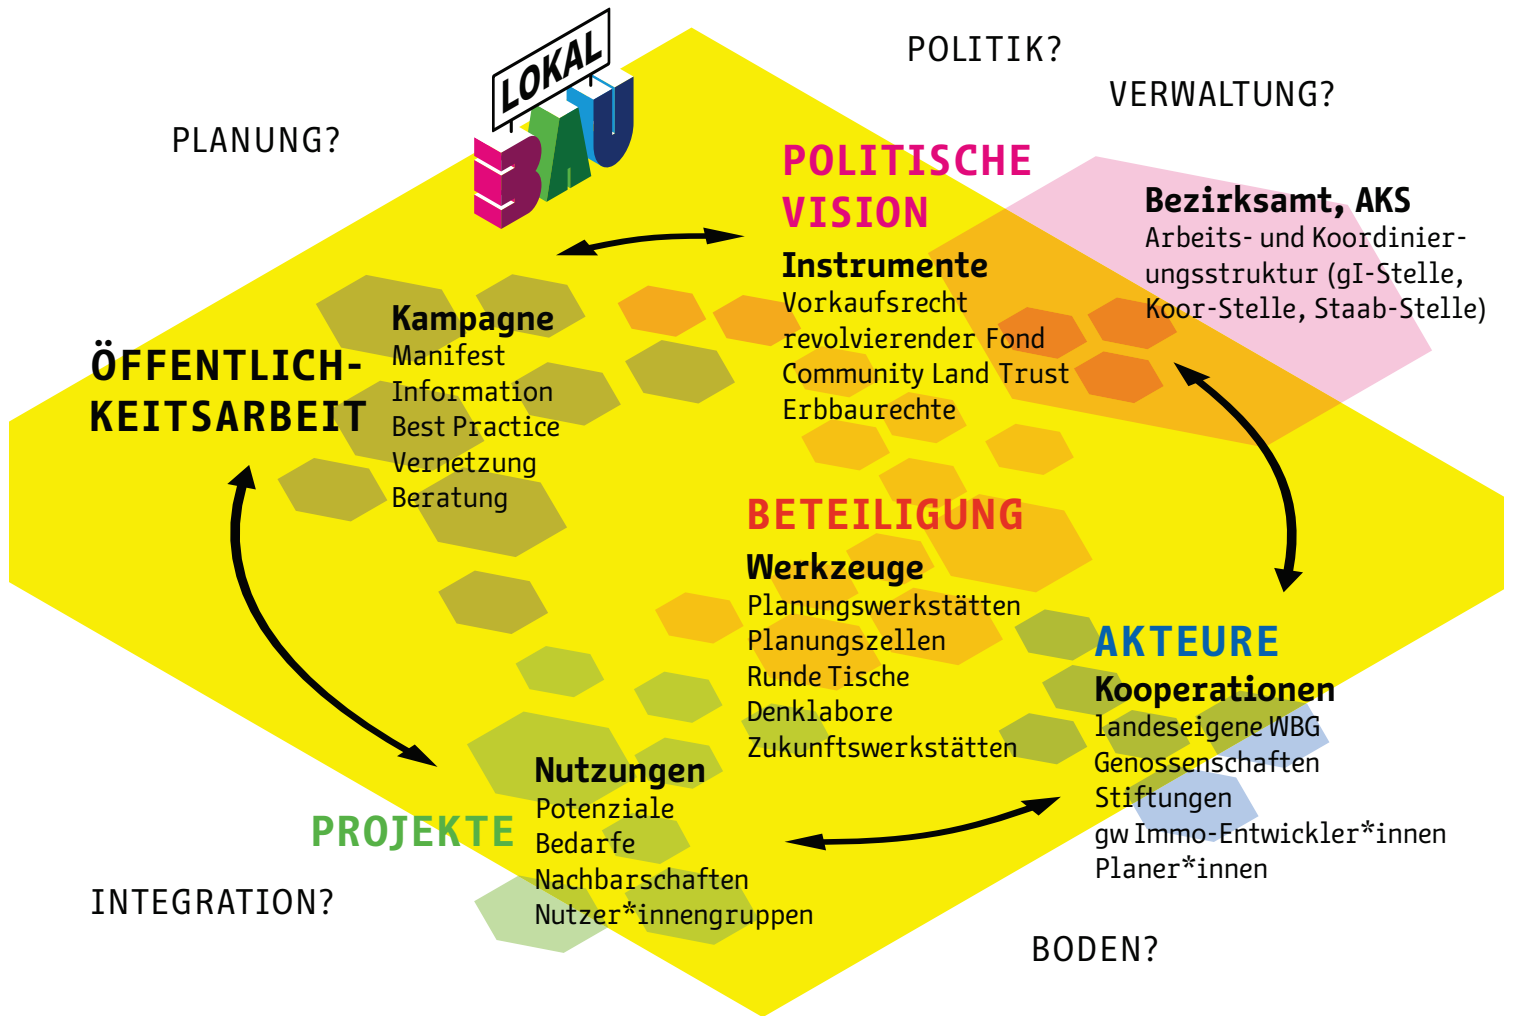 LOKAL
BAU
POLITIK?
VERWALTUNG?
PLANUNG?
POLITISCHE
VISION
Instrumente
Vorkaufsrecht
revolvierender Fond
Community Land Trust
Erbbaurechte
Bezirksamt, AKS
Arbeits- und Koordinier-
ungsstruktur (gI-Stelle,
Koor-Stelle, Staab-Stelle)
ÖFFENTLICH-
KEITSARBEIT
Kampagne
Manifest
Information
Best Practice
Vernetzung
Beratung
BETEILIGUNG
Werkzeuge
Planungswerkstätten
Planungszellen
Runde Tische
Denklabore
Zukunftswerkstätten
AKTEURE
Kooperationen
landeseigene WBG
Genossenschaften
Stiftungen
gw Immo-Entwickler*innen
Planer*innen
PROJEKTE
Nutzungen
Potenziale
Bedarfe
Nachbarschaften
Nutzer*innengruppen
INTEGRATION?
BODEN?